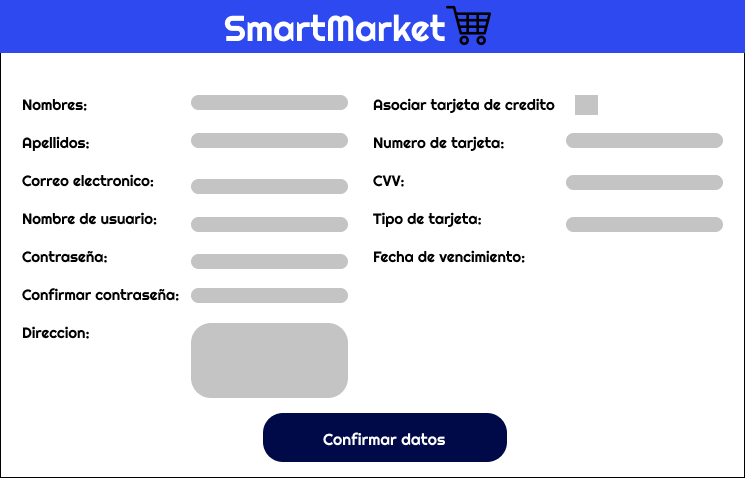 SmartMarket
Nombres:
Apellidos:
Correo electronico:
Nombre de usuario:
Contraseña:
Confirmar contraseña:
Direccion:
Asociar tarjeta de credito
Numero de tarjeta:
CVV:
Tipo de tarjeta:
Fecha de vencimiento:
Confirmar datos